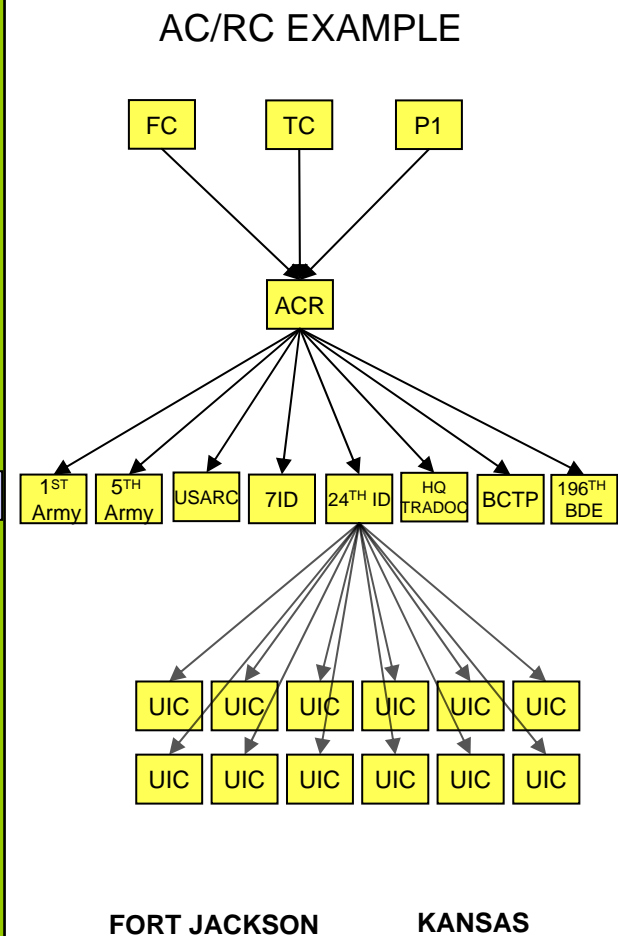 AC/RC EXAMPLE
FC TC P1
ACR
1ST Army
5TH Army
USARC
7ID
24TH ID
HQ TRADOC
BCTP
196TH BDE
UIC UIC UIC UIC UIC UIC
UIC UIC UIC UIC UIC UIC
FORT JACKSON KANSAS